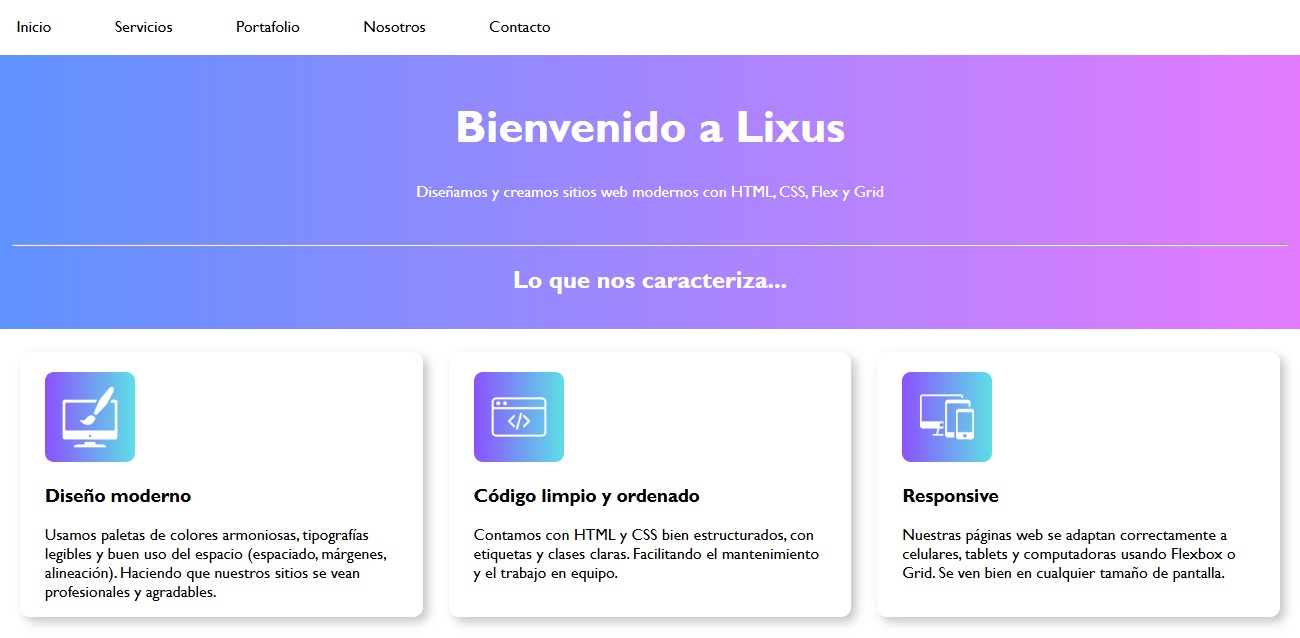 Inicio Servicios Portafolio Nosotros Contacto
Bienvenido a Lixus
Diseñamos y creamos sitios web modernos con HTML, CSS, Flex y Grid
Lo que nos caracteriza...
</>
Diseño moderno
Usamos paletas de colores armoniosas, tipografías
legibles y buen uso del espacio (espaciado, márgenes,
alineación). Haciendo que nuestros sitios se vean
profesionales y agradables.
Código limpio y ordenado
Contamos con HTML y CSS bien estructurados, con
etiquetas y clases claras. Facilitando el mantenimiento
y el trabajo en equipo.
Responsive
Nuestras páginas web se adaptan correctamente a
celulares, tablets y computadoras usando Flexbox o
Grid. Se ven bien en cualquier tamaño de pantalla.